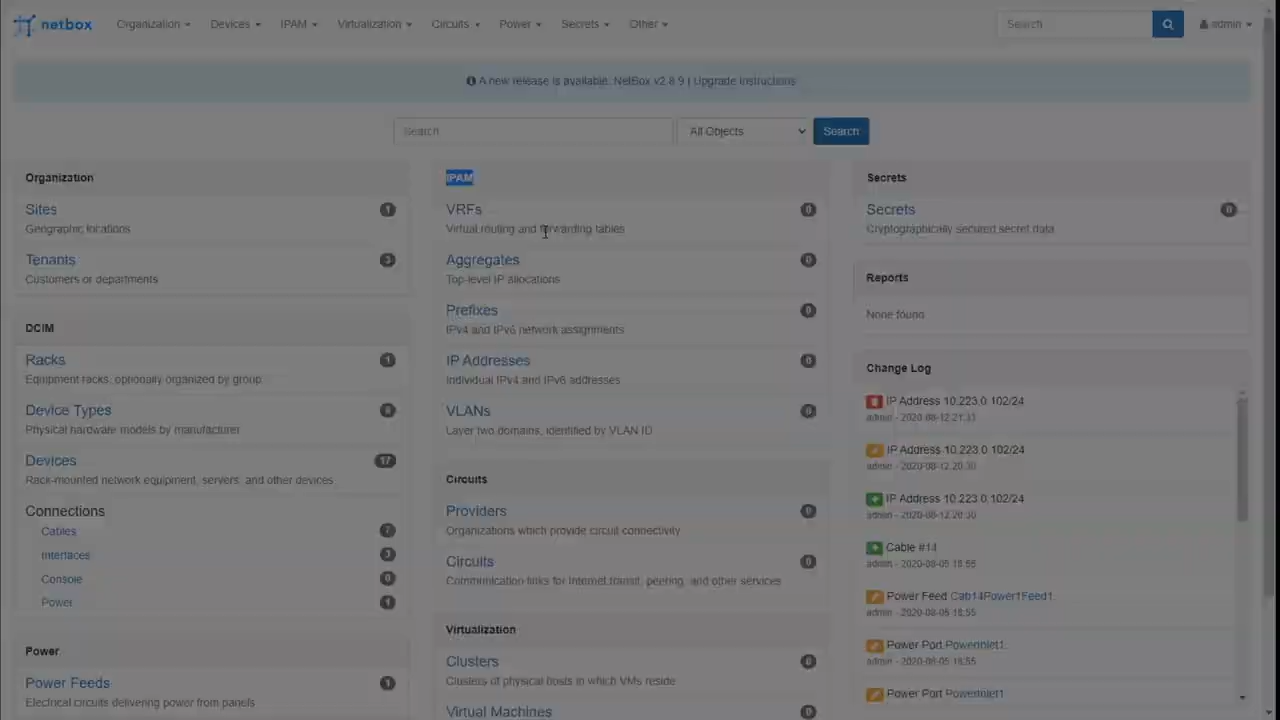 netbox
Organization
Devices
IPAM
Virtualization
Circuits
Power
Secrets
Other
Search
admin
A new release is available: NetBox v2.8.9 | Upgrade Instructions
Search
All Objects
Search
Organization
Sites 1
Geographic locations
Tenants 3
Customers or departments
DCIM
Racks 1
Equipment racks, optionally organized by group
Device Types
Physical hardware models by manufacturer
Devices 17
Rack-mounted network equipment, servers, and other devices
Connections
Cables 7
Interfaces 3
Console 0
Power 1
Power
Power Feeds 1
Electrical circuits delivering power from panels
IPAM
VRFs 0
Virtual routing and forwarding tables
Aggregates 0
Top-level IP allocations
Prefixes 0
IPv4 and IPv6 network assignments
IP Addresses 0
Individual IPv4 and IPv6 addresses
VLANs 0
Layer two domains, identified by VLAN ID
Circuits
Providers 0
Organizations which provide circuit connectivity
Circuits 0
Communication links for Internet transit, peering, and other services
Virtualization
Clusters 0
Clusters of physical hosts in which VMs reside
Virtual Machines 0
Secrets
Secrets 0
Cryptographically secured secret data
Reports
None found
Change Log
IP Address 10.223.0.102/24
admin - 2020-08-12 21:33
IP Address 10.223.0.102/24
admin - 2020-08-12 20:30
IP Address 10.223.0.102/24
admin - 2020-08-12 20:30
Cable #14
admin - 2020-08-05 18:55
Power Feed Cab14Power1Feed1
admin - 2020-08-05 18:55
Power Port PowerInlet1
admin - 2020-08-05 18:55
Power Port PowerInlet1